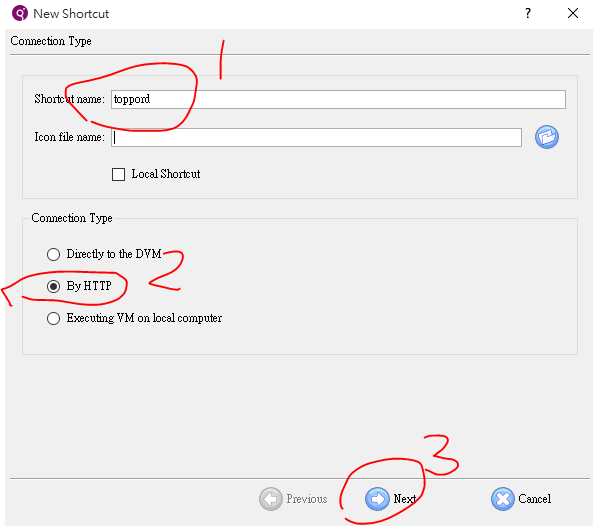 New Shortcut
Connection Type
1
Shortcut name: toppord
Icon file name:
Local Shortcut
Connection Type
Directly to the DVM
2
By HTTP
Executing VM on local computer
3
Previous Next Cancel